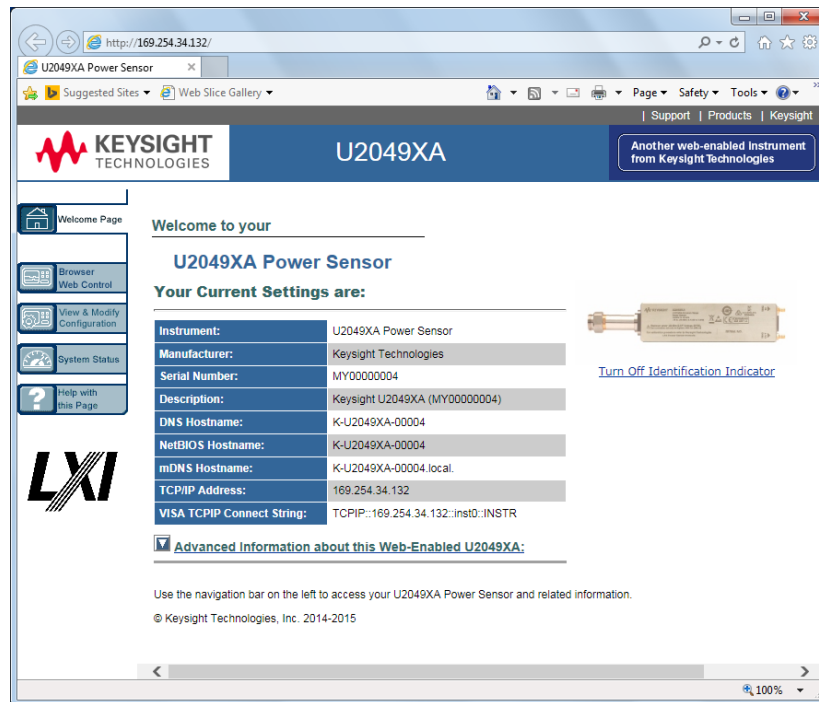 http://169.254.34.132/
U2049XA Power Sensor
Suggested Sites Web Slice Gallery Page Safety Tools
| Support | Products | Keysight
KEYSIGHT
TECHNOLOGIES
U2049XA
Another web-enabled Instrument
from Keysight Technologies
Welcome Page
Browser
Web Control
View & Modify
Configuration
System Status
Help with
this Page
LXI
Welcome to your
U2049XA Power Sensor
Your Current Settings are:
Instrument: U2049XA Power Sensor
Manufacturer: Keysight Technologies
Serial Number: MY00000004
Description: Keysight U2049XA (MY00000004)
DNS Hostname: K-U2049XA-00004
NetBIOS Hostname: K-U2049XA-00004
mDNS Hostname: K-U2049XA-00004.local.
TCP/IP Address: 169.254.34.132
VISA TCPIP Connect String: TCPIP::169.254.34.132::inst0::INSTR
Turn Off Identification Indicator
Advanced Information about this Web-Enabled U2049XA:
Use the navigation bar on the left to access your U2049XA Power Sensor and related information.
© Keysight Technologies, Inc. 2014-2015
100%